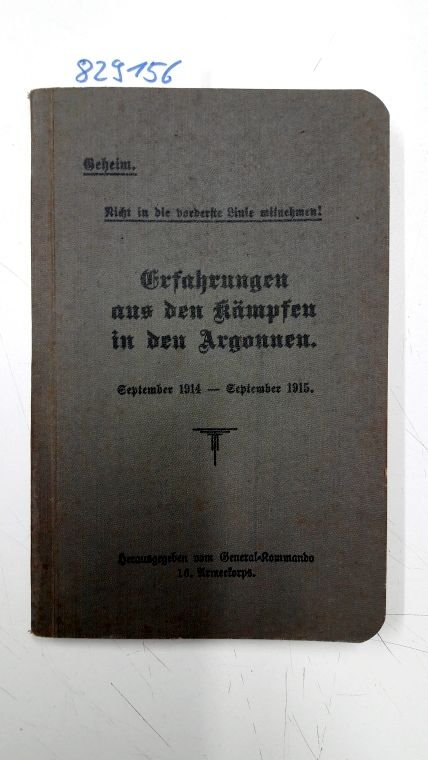 829156
Geheim.
Nicht in die vorderste Linie mitnehmen!
Erfahrungen
aus den Kämpfen
in den Argonnen.
September 1914 — September 1915.
Herausgegeben vom General-Kommando
16. Armeekorps.